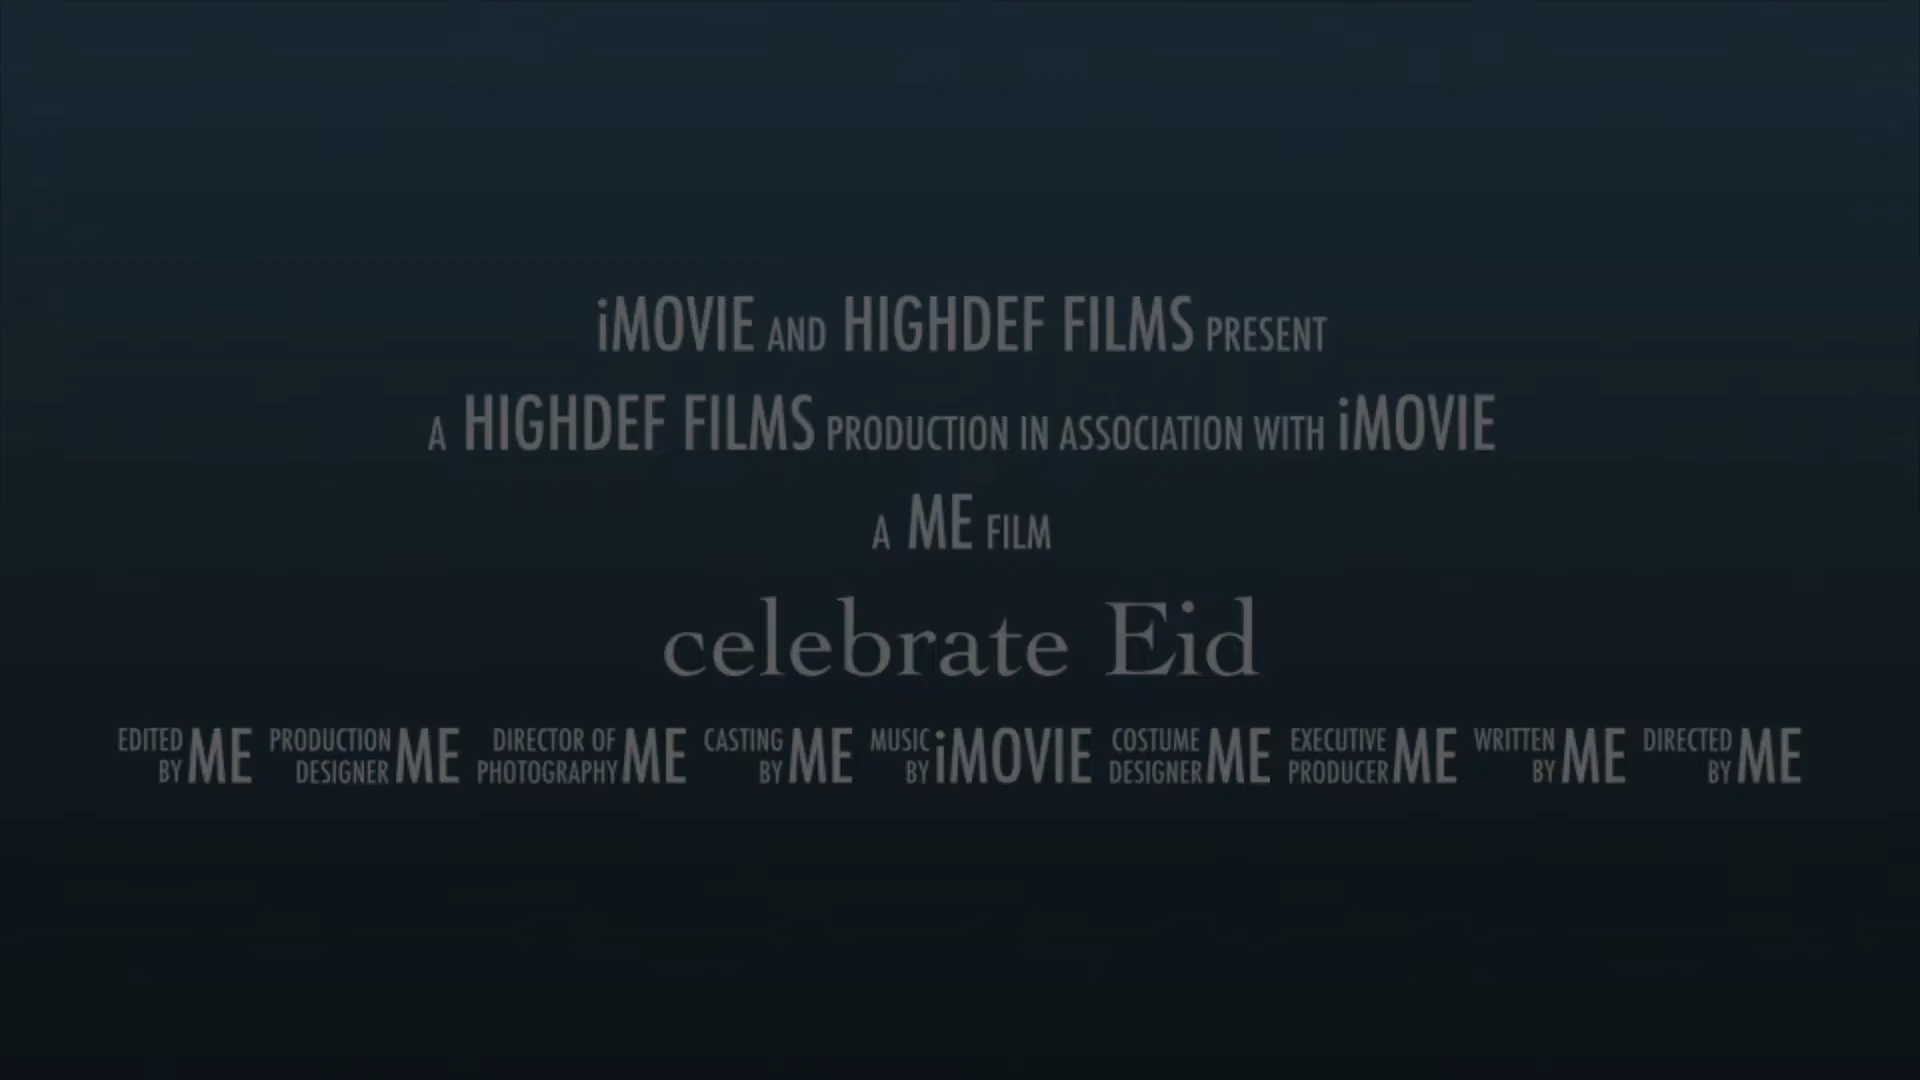 iMOVIE AND HIGHDEF FILMS PRESENT
A HIGHDEF FILMS PRODUCTION IN ASSOCIATION WITH iMOVIE
A ME FILM
celebrate Eid
EDITED BY ME PRODUCTION DESIGNER ME DIRECTOR OF PHOTOGRAPHY ME CASTING BY ME MUSIC BY iMOVIE COSTUME DESIGNER ME EXECUTIVE PRODUCER ME WRITTEN BY ME DIRECTED BY ME